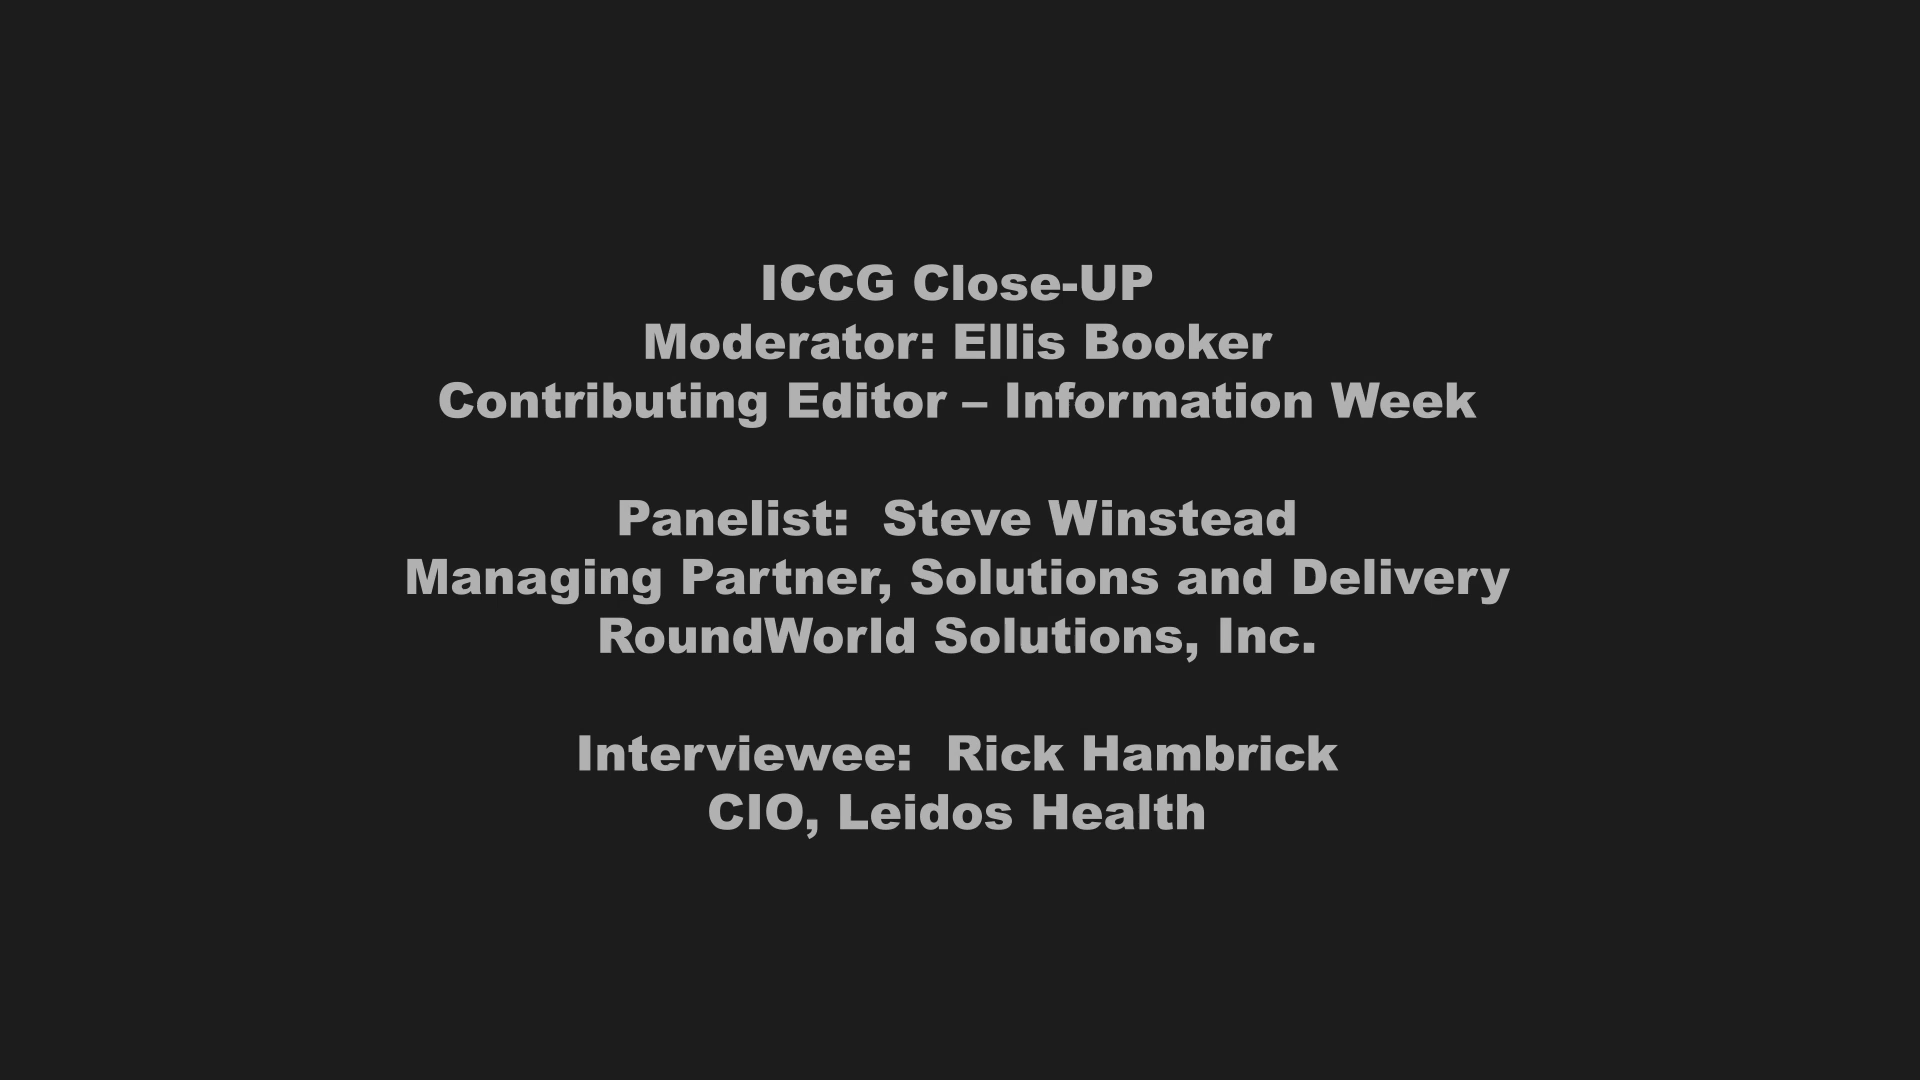 ICCG Close-UP
Moderator: Ellis Booker
Contributing Editor – Information Week
Panelist:  Steve Winstead
Managing Partner, Solutions and Delivery
RoundWorld Solutions, Inc.
Interviewee:  Rick Hambrick
CIO, Leidos Health